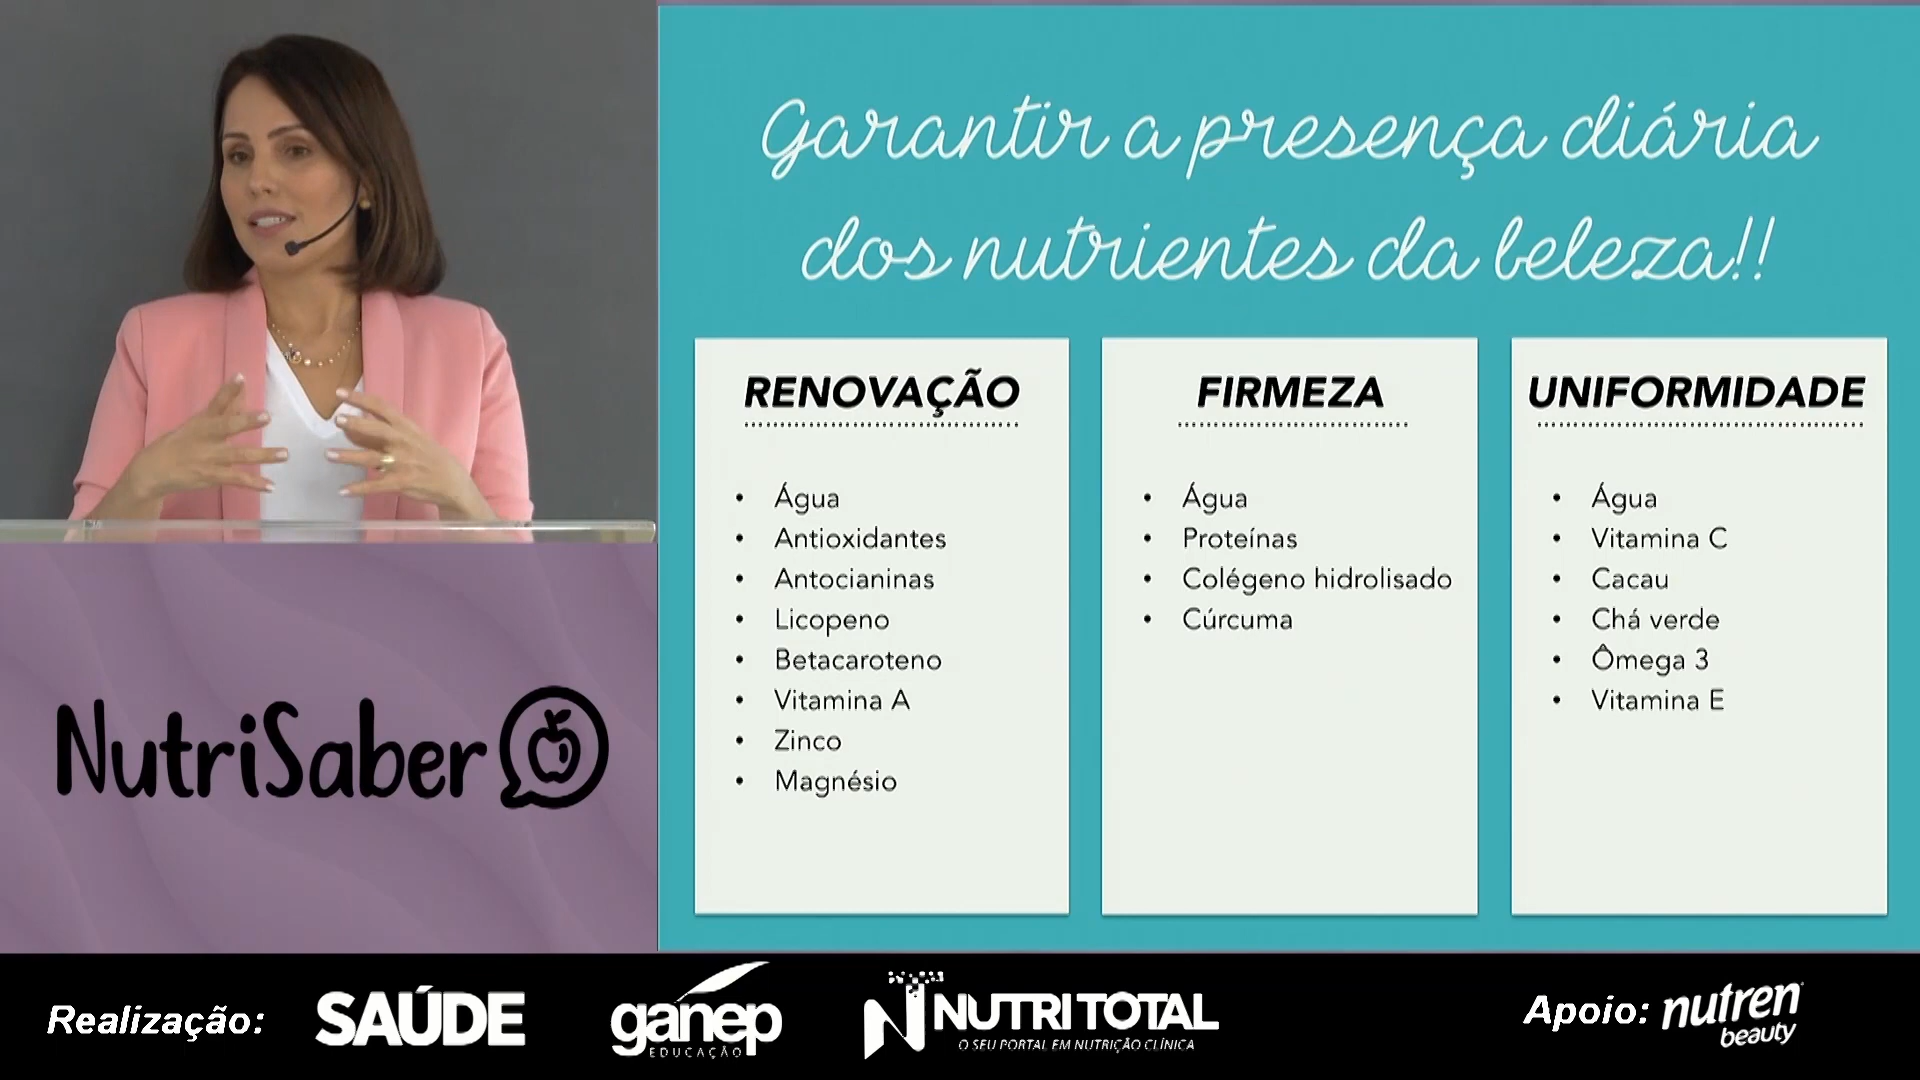 Garantir a presença diária
dos nutrientes da beleza!!
RENOVAÇÃO
• Água
• Antioxidantes
• Antocianinas
• Licopeno
• Betacaroteno
• Vitamina A
• Zinco
• Magnésio
FIRMEZA
• Água
• Proteínas
• Colégeno hidrolisado
• Cúrcuma
UNIFORMIDADE
• Água
• Vitamina C
• Cacau
• Chá verde
• Ômega 3
• Vitamina E
NutriSaber
Realização:
SAÚDE
ganep
EDUCAÇÃO
NUTRITOTAL
O SEU PORTAL EM NUTRIÇÃO CLÍNICA
Apoio:
nutren
beauty